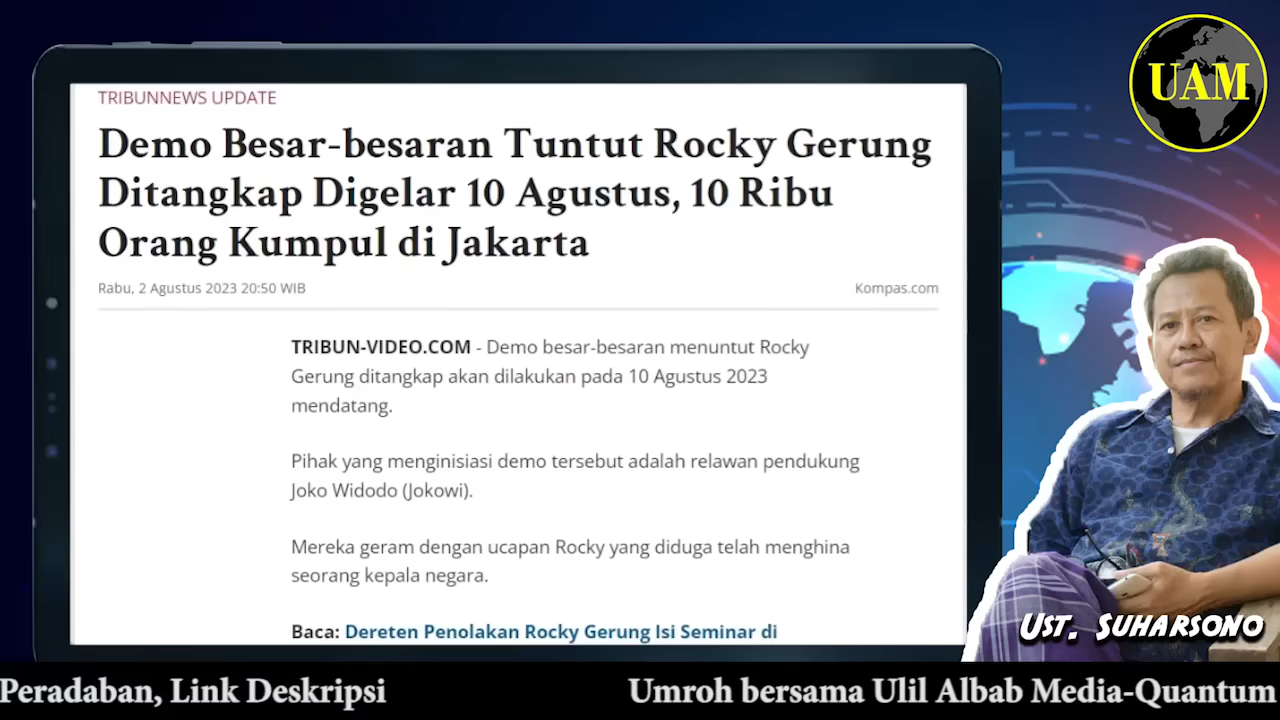 UAM
TRIBUNNEWS UPDATE
Demo Besar-besaran Tuntut Rocky Gerung
Ditangkap Digelar 10 Agustus, 10 Ribu
Orang Kumpul di Jakarta
Rabu, 2 Agustus 2023 20:50 WIB
Kompas.com
TRIBUN-VIDEO.COM - Demo besar-besaran menuntut Rocky
Gerung ditangkap akan dilakukan pada 10 Agustus 2023
mendatang.
Pihak yang menginisiasi demo tersebut adalah relawan pendukung
Joko Widodo (Jokowi).
Mereka geram dengan ucapan Rocky yang diduga telah menghina
seorang kepala negara.
Baca: Dereten Penolakan Rocky Gerung Isi Seminar di
UST. SUHARSONO
Peradaban, Link Deskripsi
Umroh bersama Ulil Albab Media-Quantum